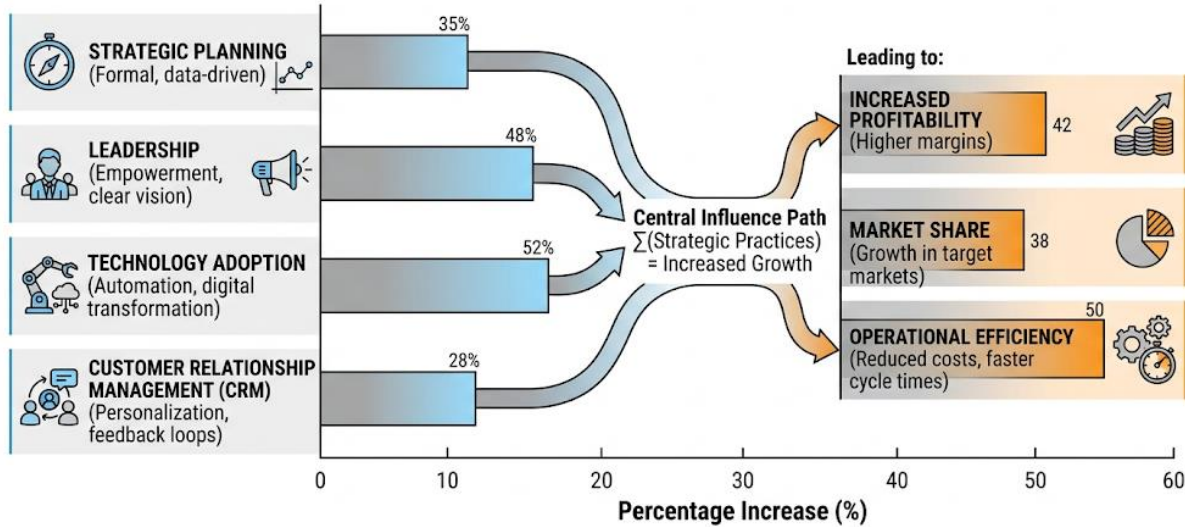 STRATEGIC PLANNING
(Formal, data-driven)
35%
LEADERSHIP
(Empowerment,
clear vision)
48%
TECHNOLOGY ADOPTION
(Automation, digital
transformation)
52%
CUSTOMER RELATIONSHIP
MANAGEMENT (CRM)
(Personalization,
feedback loops)
28%
Central Influence Path
∑(Strategic Practices)
= Increased Growth
Leading to:
INCREASED
PROFITABILITY
(Higher margins)
42
MARKET SHARE
(Growth in target
markets)
38
50
OPERATIONAL EFFICIENCY
(Reduced costs, faster
cycle times)
0 10 20 30 40 50 60
Percentage Increase (%)